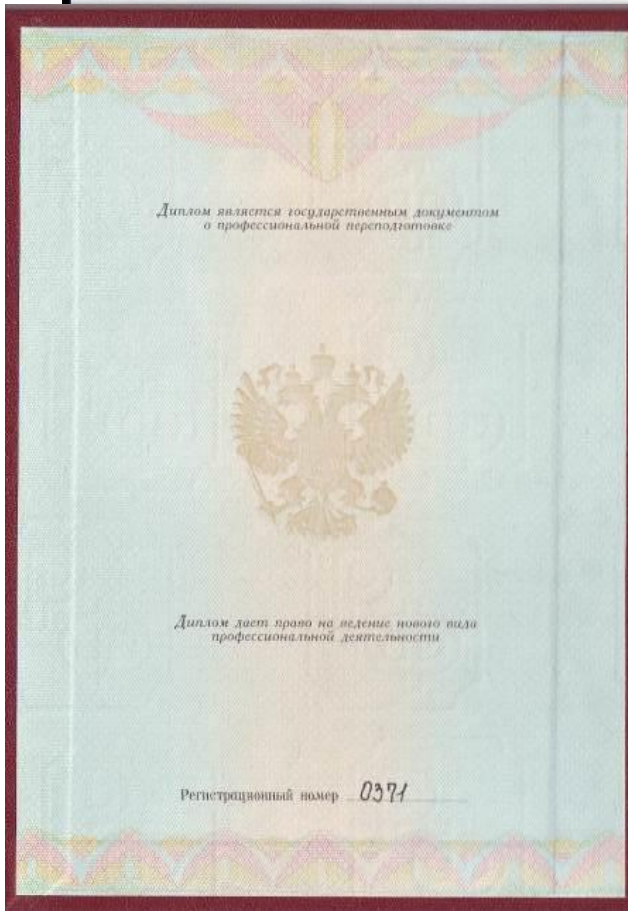 Диплом является государственным документом
о профессиональной переподготовке
Диплом дает право на ведение нового вида
профессиональной деятельности
Регистрационный номер 0371